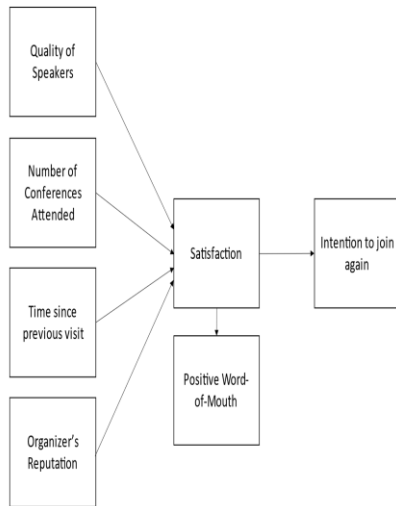 Quality of
Speakers
Number of
Conferences
Attended
Satisfaction
Intention to join
again
Time since
previous visit
Positive Word-
of-Mouth
Organizer's
Reputation